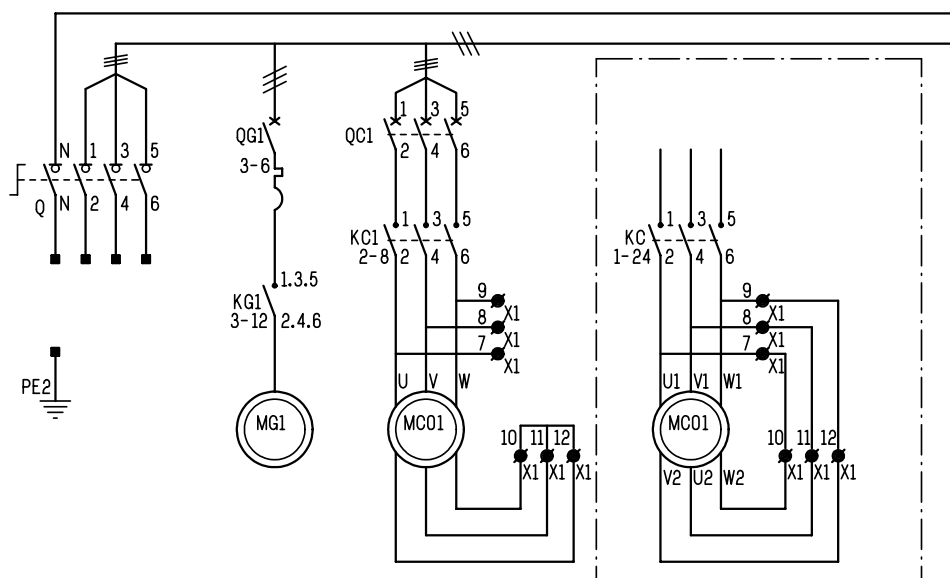 N 1 3 5
Q N 2 4 6
PE2
QG1
3-6
1.3.5
KG1
3-12 2.4.6
MG1
1 3 5
QC1
2 4 6
1 3 5
KC1
2-8 2 4 6
9
X1
8
X1
7
X1
U V W
MC01
10 11 12
X1 X1 X1
1 3 5
KC
1-24 2 4 6
9
X1
8
X1
7
X1
U1 V1 W1
MC01
V2 U2 W2
10 11 12
X1 X1 X1